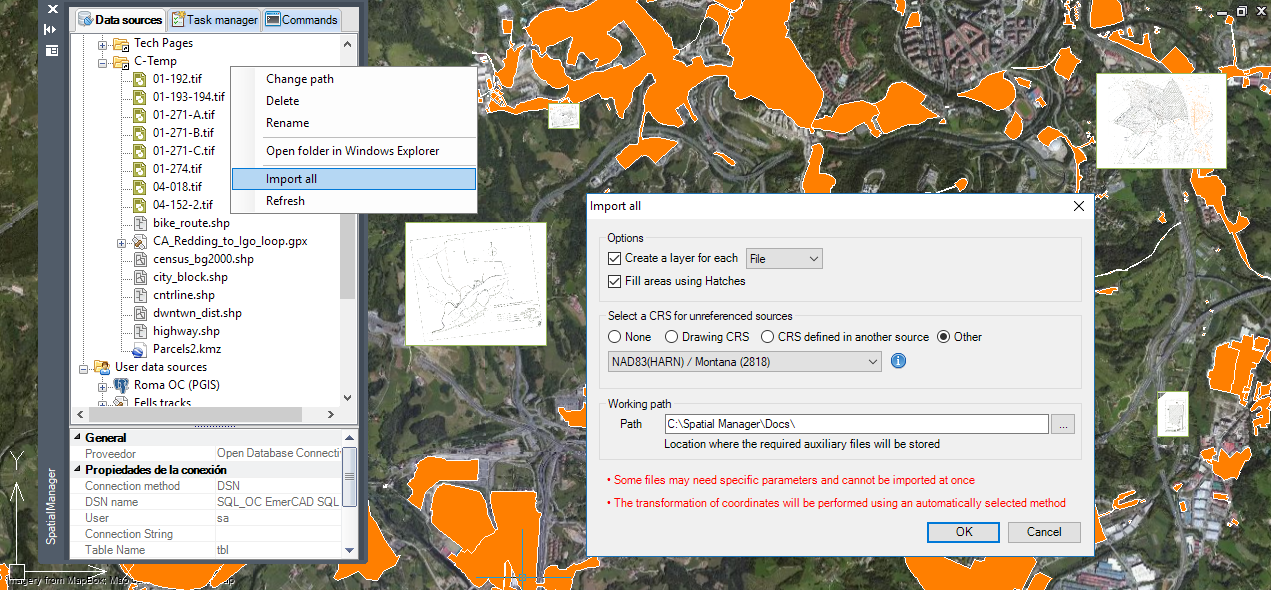 Data sources
Task manager
Commands
Tech Pages
C-Temp
01-192.tif
01-193-194.tif
01-271-A.tif
01-271-B.tif
01-271-C.tif
01-274.tif
04-018.tif
04-152-2.tif
bike_route.shp
CA_Redding_to_lgo_loop.gpx
census_bg2000.shp
city_block.shp
cntrline.shp
dwntwn_dist.shp
highway.shp
Parcels2.kmz
User data sources
Roma OC (PGIS)
Fells tracks
General
Proveedor Open Database Connecti
Propiedades de la conexión
Connection method DSN
DSN name SQL_OC EmerCAD SQL
User sa
Connection String
Table Name tbl
SpatialManager
Change path
Delete
Rename
Open folder in Windows Explorer
Import all
Refresh
Import all
Options
Create a layer for each File
Fill areas using Hatches
Select a CRS for unreferenced sources
None Drawing CRS CRS defined in another source Other
NAD83(HARN) / Montana (2818)
Working path
Path C:\Spatial Manager\Docs\ ...
Location where the required auxiliary files will be stored
• Some files may need specific parameters and cannot be imported at once
• The transformation of coordinates will be performed using an automatically selected method
OK Cancel
Y
Imagery from MapBox: Map